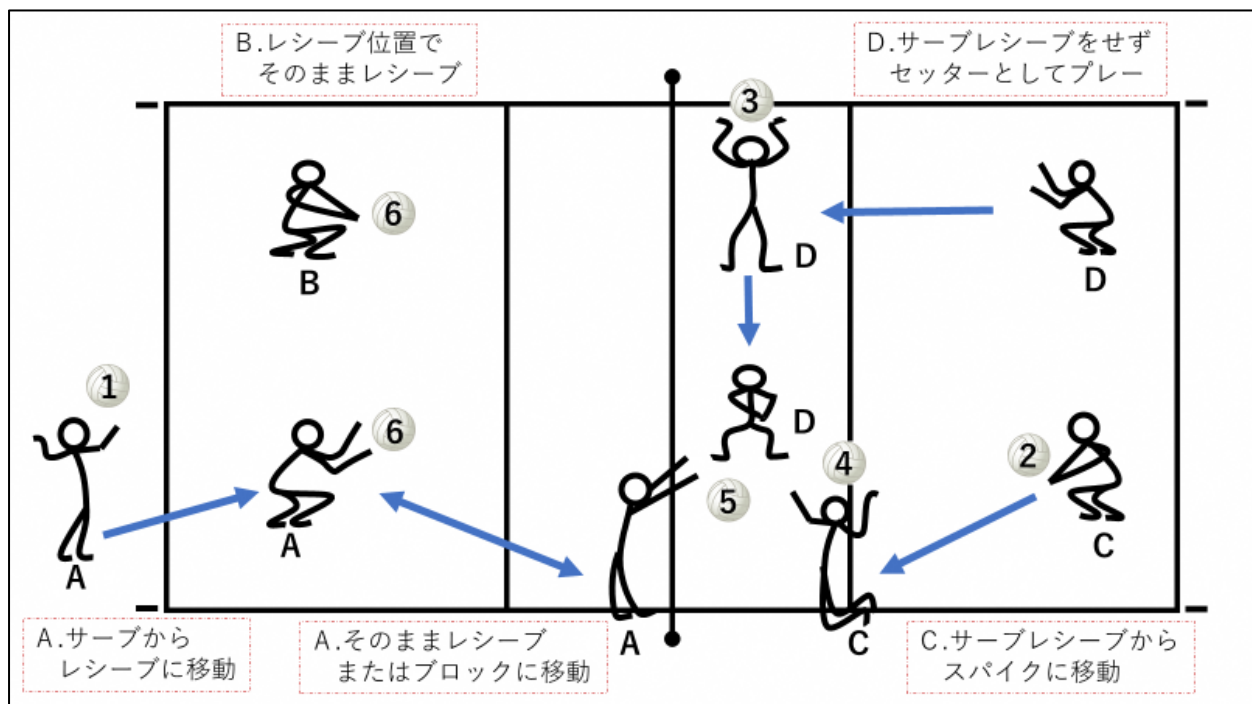 B.レシーブ位置で
そのままレシーブ
D.サーブレシーブをせず
セッターとしてプレー
3
6
B
D
D
1
6
A
A
D
5
4
2
A
C
C
A.サーブから
レシーブに移動
A.そのままレシーブ
またはブロックに移動
C.サーブレシーブから
スパイクに移動